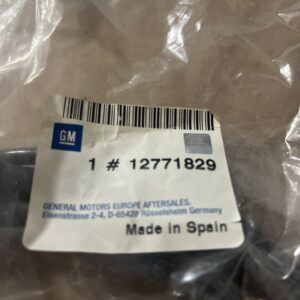 GM
1 # 12771829
GENERAL MOTORS EUROPE AFTERSALES.
Eisenstrasse 2-4, D-65428 Rüsselsheim Germany
Made in Spain